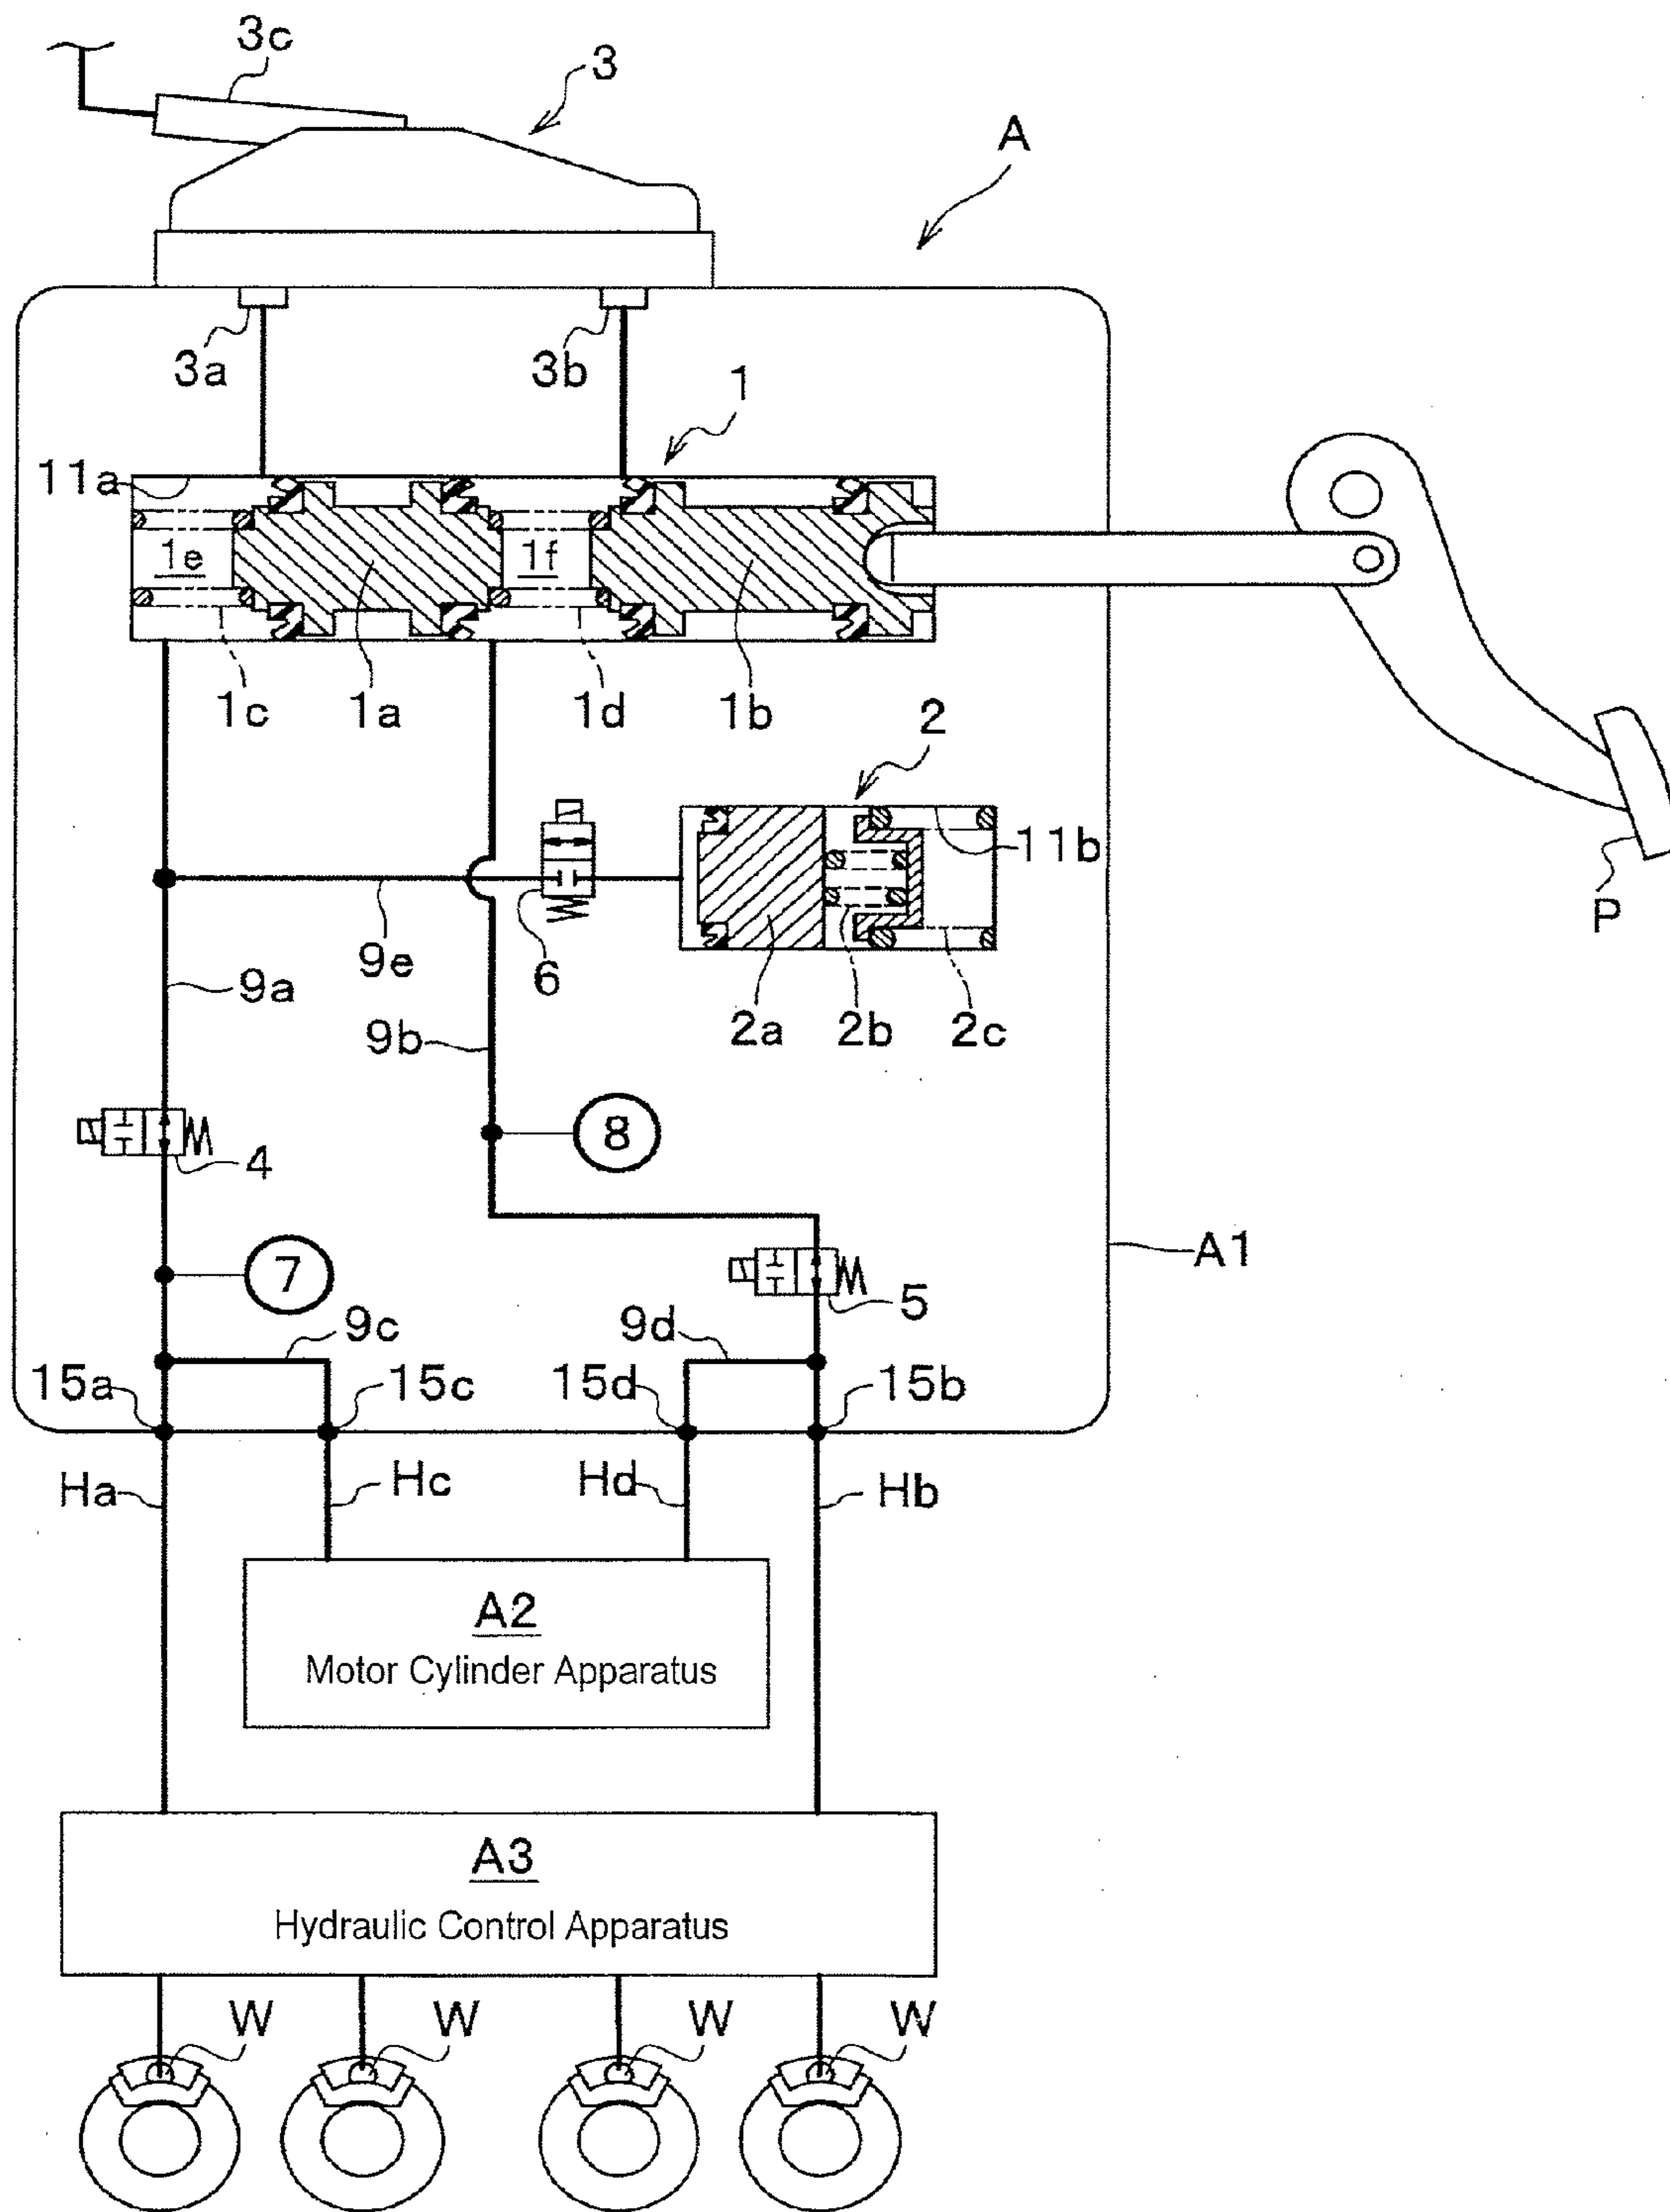 3c
3
A
3a
3b
1
11a
1e
1f
1c
1a
1d
1b
2
11b
P
9e
6
9a
2a
2b
2c
9b
8
4
A1
7
5
9c
9d
15a
15c
15d
15b
Ha
Hc
Hd
Hb
A2
Motor Cylinder Apparatus
A3
Hydraulic Control Apparatus
W
W
W
W